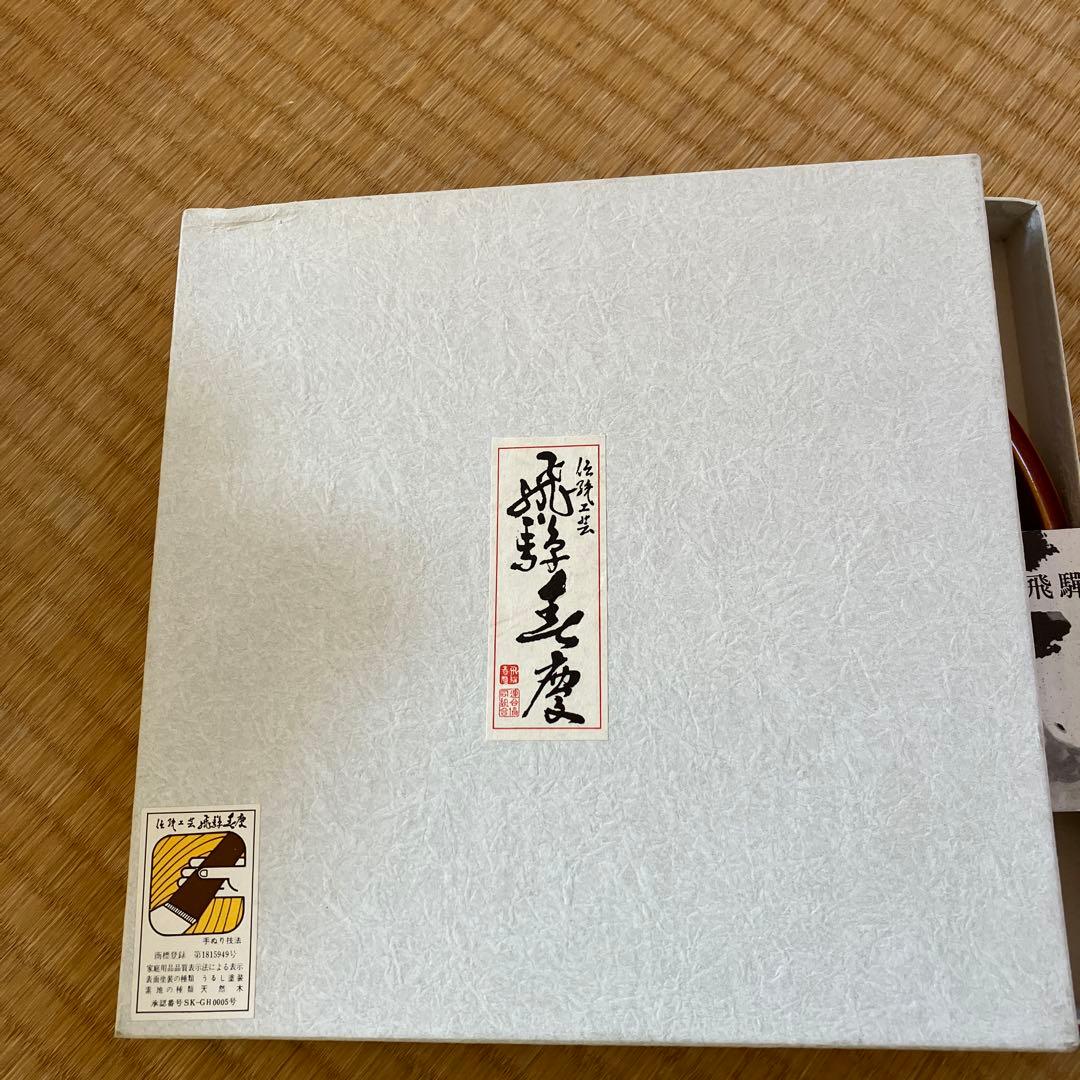 伝統工芸
飛騨春慶
飛騨
伝統工芸 飛騨春慶
手ぬり技法
商標登録 第1815949号
家庭用品品質表示法による表示
表面塗装の種類 うるし塗装
素地の種類 天然木
承認番号SK-GH0005号